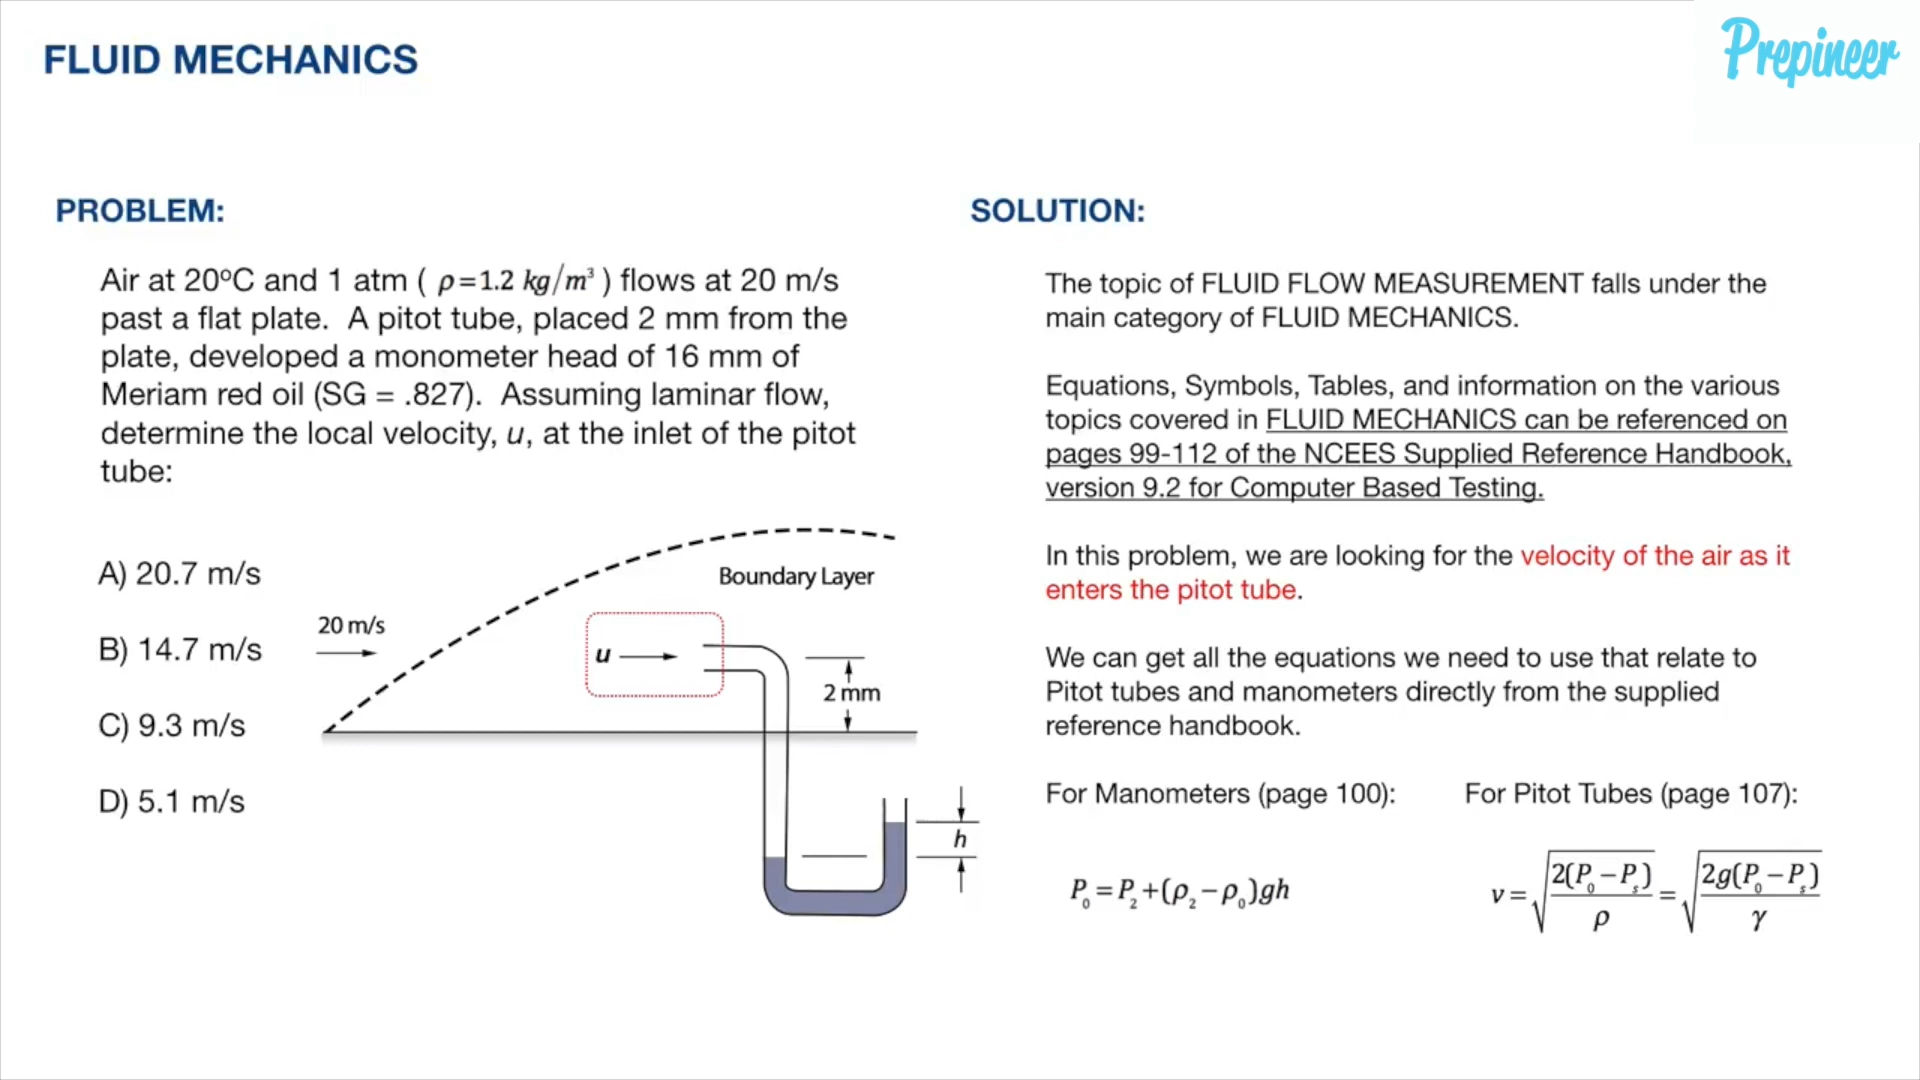 FLUID MECHANICS
Prepineer
PROBLEM:
Air at 20ºC and 1 atm ( ρ=1.2 kg/m³ ) flows at 20 m/s
past a flat plate. A pitot tube, placed 2 mm from the
plate, developed a monometer head of 16 mm of
Meriam red oil (SG = .827). Assuming laminar flow,
determine the local velocity, u, at the inlet of the pitot
tube:
A) 20.7 m/s
B) 14.7 m/s
C) 9.3 m/s
D) 5.1 m/s
Boundary Layer
20 m/s
u
2 mm
h
SOLUTION:
The topic of FLUID FLOW MEASUREMENT falls under the
main category of FLUID MECHANICS.
Equations, Symbols, Tables, and information on the various
topics covered in FLUID MECHANICS can be referenced on
pages 99-112 of the NCEES Supplied Reference Handbook,
version 9.2 for Computer Based Testing.
In this problem, we are looking for the velocity of the air as it
enters the pitot tube.
We can get all the equations we need to use that relate to
Pitot tubes and manometers directly from the supplied
reference handbook.
For Manometers (page 100):
P₀=P₂+(ρ₂−ρ₀)gh
For Pitot Tubes (page 107):
v=√(2(P₀−Pₛ)/ρ)=√(2g(P₀−Pₛ)/γ)